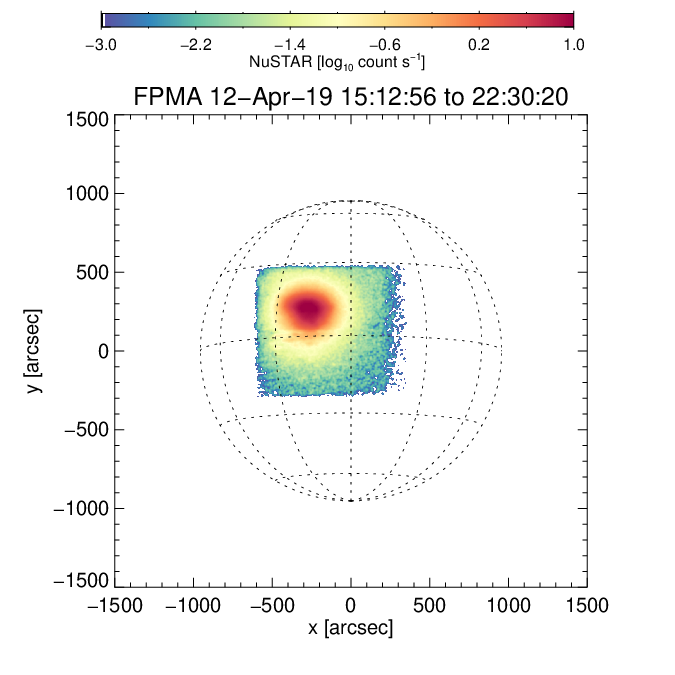 −3.0 −2.2 −1.4 −0.6 0.2 1.0
NuSTAR [log10 count s−1]
FPMA 12−Apr−19 15:12:56 to 22:30:20
1500
1000
500
0
−500
−1000
−1500
y [arcsec]
−1500 −1000 −500 0 500 1000 1500
x [arcsec]